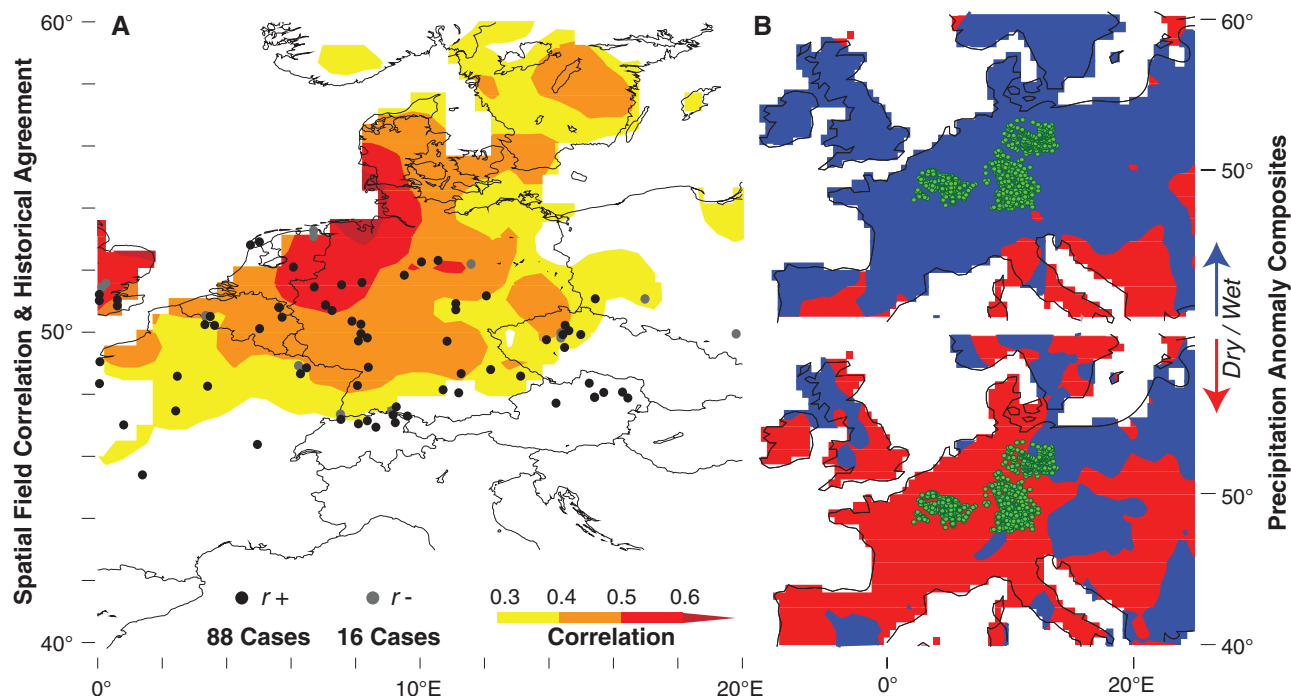 A
B
Spatial Field Correlation & Historical Agreement
60°
50°
40°
0°
10°E
20°E
r +
r -
88 Cases
16 Cases
0.3 0.4 0.5 0.6
Correlation
60°
50°
50°
40°
0°
20°E
Dry / Wet
Precipitation Anomaly Composites